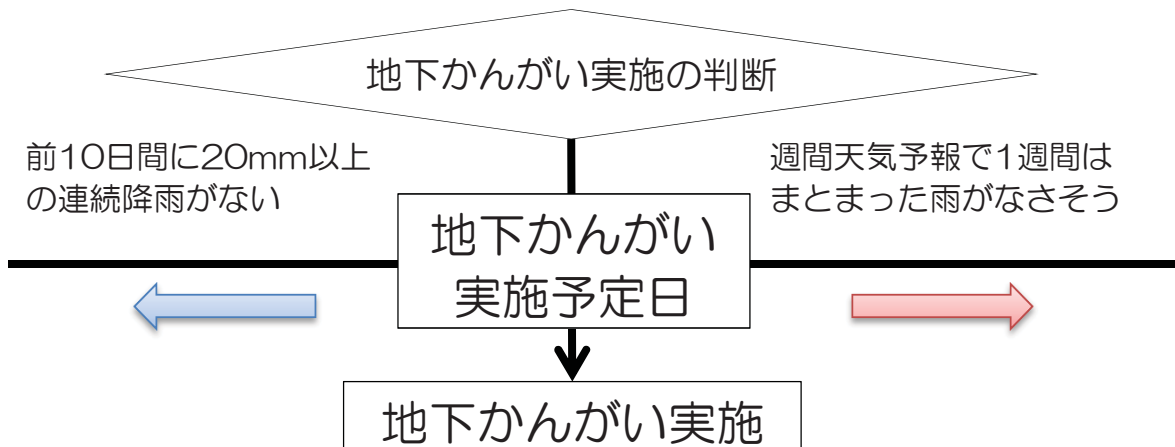 地下かんがい実施の判断
前10日間に20mm以上
の連続降雨がない
週間天気予報で1週間は
まとまった雨がなさそう
地下かんがい
実施予定日
地下かんがい実施